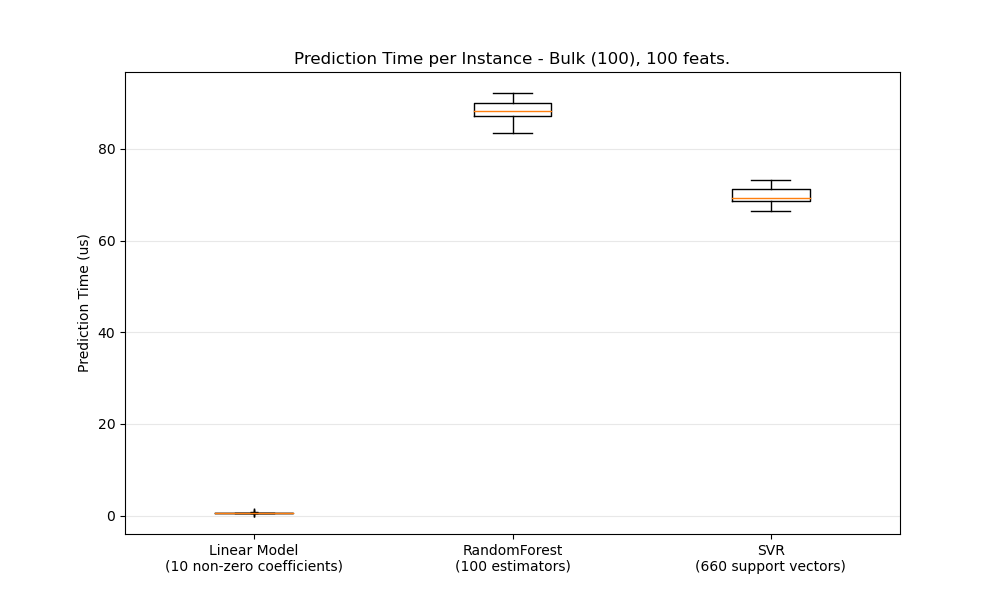 Prediction Time per Instance - Bulk (100), 100 feats.
Prediction Time (us)
80
60
40
20
0
Linear Model
(10 non-zero coefficients)
RandomForest
(100 estimators)
SVR
(660 support vectors)